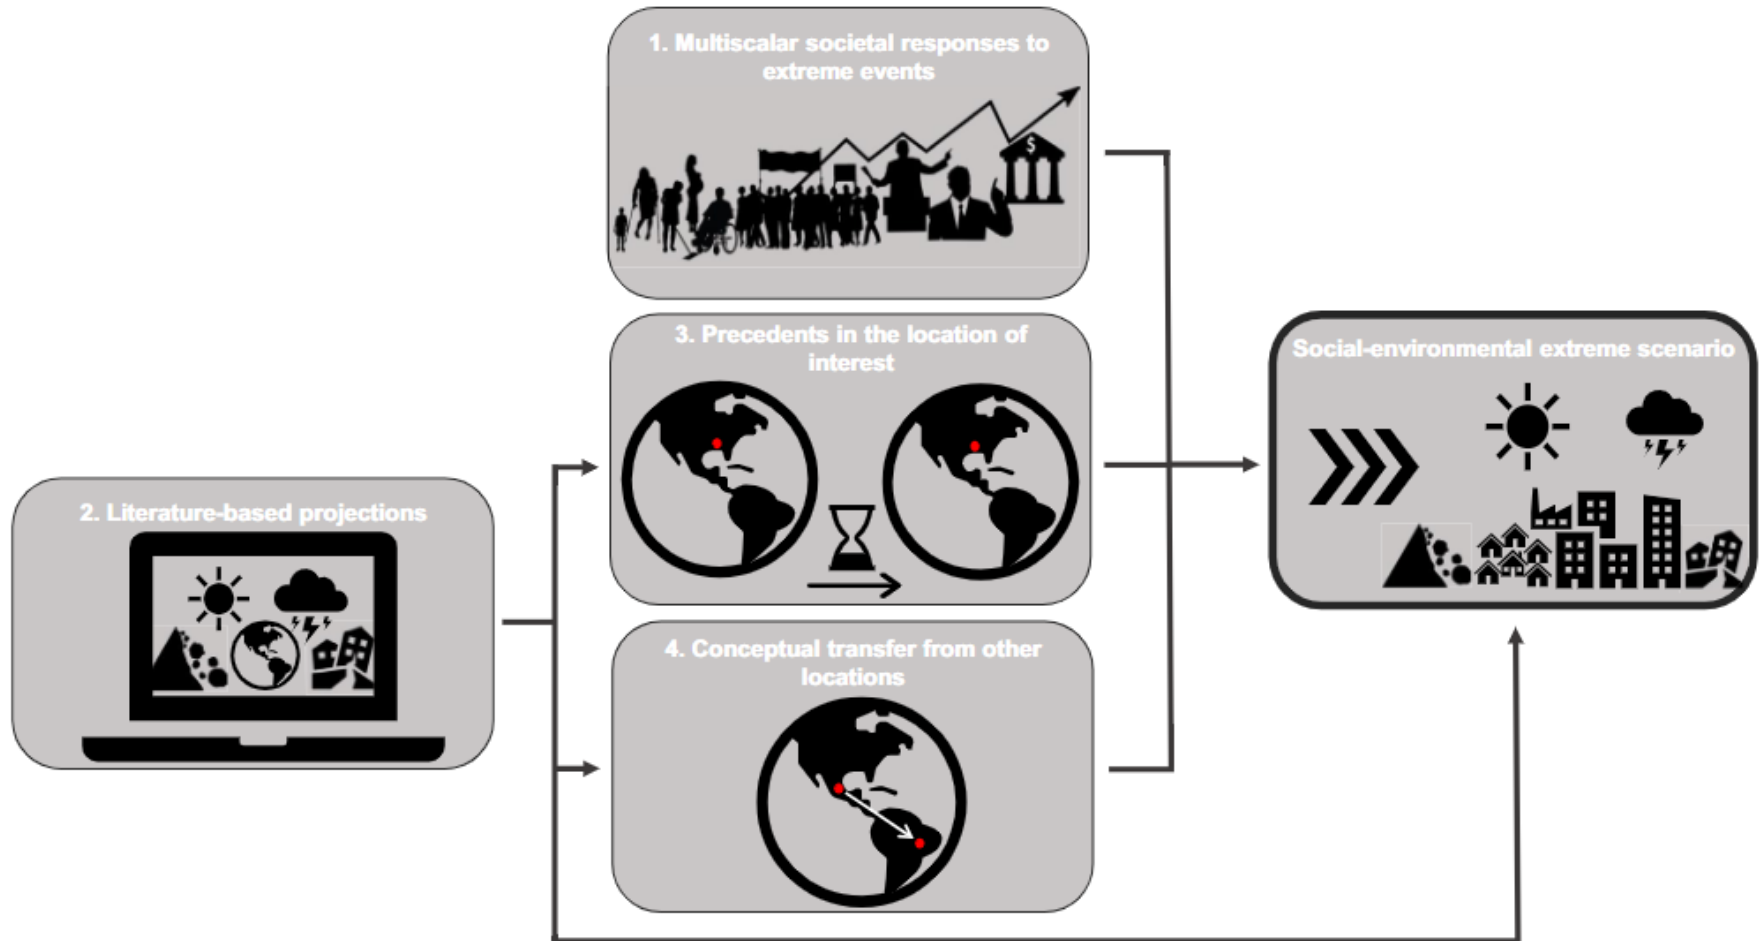 1. Multiscalar societal responses to
extreme events
$
3. Precedents in the location of
interest
Social-environmental extreme scenario
2. Literature-based projections
4. Conceptual transfer from other
locations